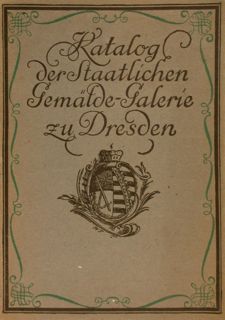 Katalog
der Staatlichen
Gemälde-Galerie
zu Dresden